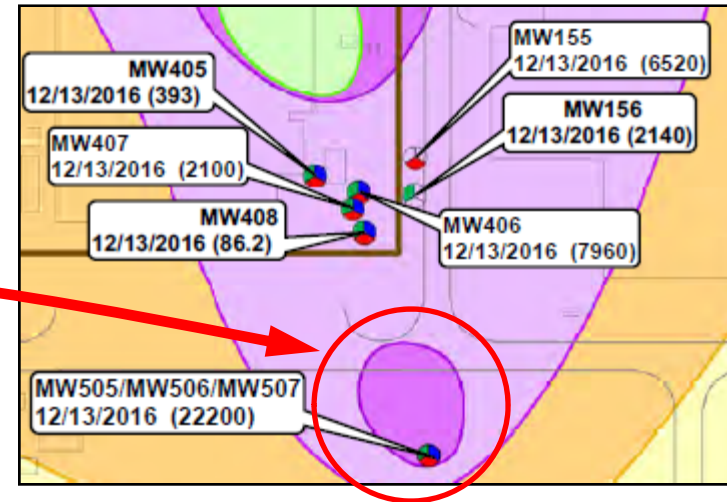 MW155
12/13/2016 (6520)
MW405
12/13/2016 (393)
MW156
12/13/2016 (2140)
MW407
12/13/2016 (2100)
MW408
12/13/2016 (86.2)
MW406
12/13/2016 (7960)
MW505/MW506/MW507
12/13/2016 (22200)